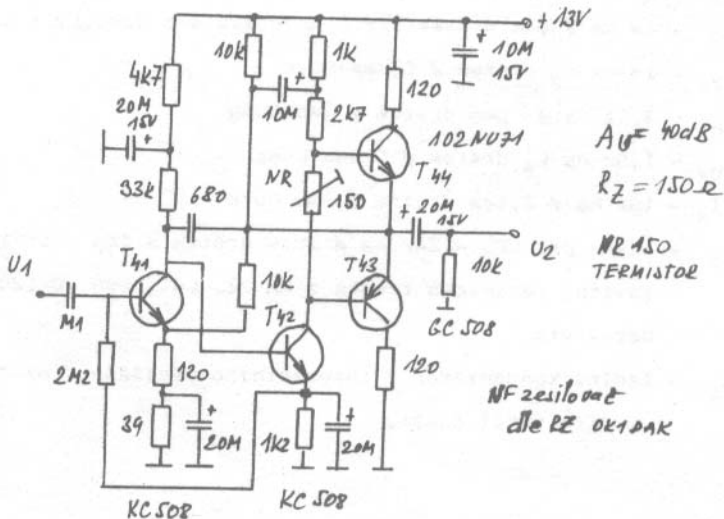 + 13V
10k
1k
+
10M
15V
4k7
+
10M
120
20M
15V
+
2k7
102NU71
T44
Au = 40dB
RZ = 150 Ω
33k
NR
150
680
+
20M
15V
U2
NR 150
TERMISTOR
U1
T41
10k
T43
10k
T42
GC 508
M1
2M2
120
120
39
+
20M
1k2
+
20M
NF zesilovač
dle RZ OK1DAK
KC 508
KC 508